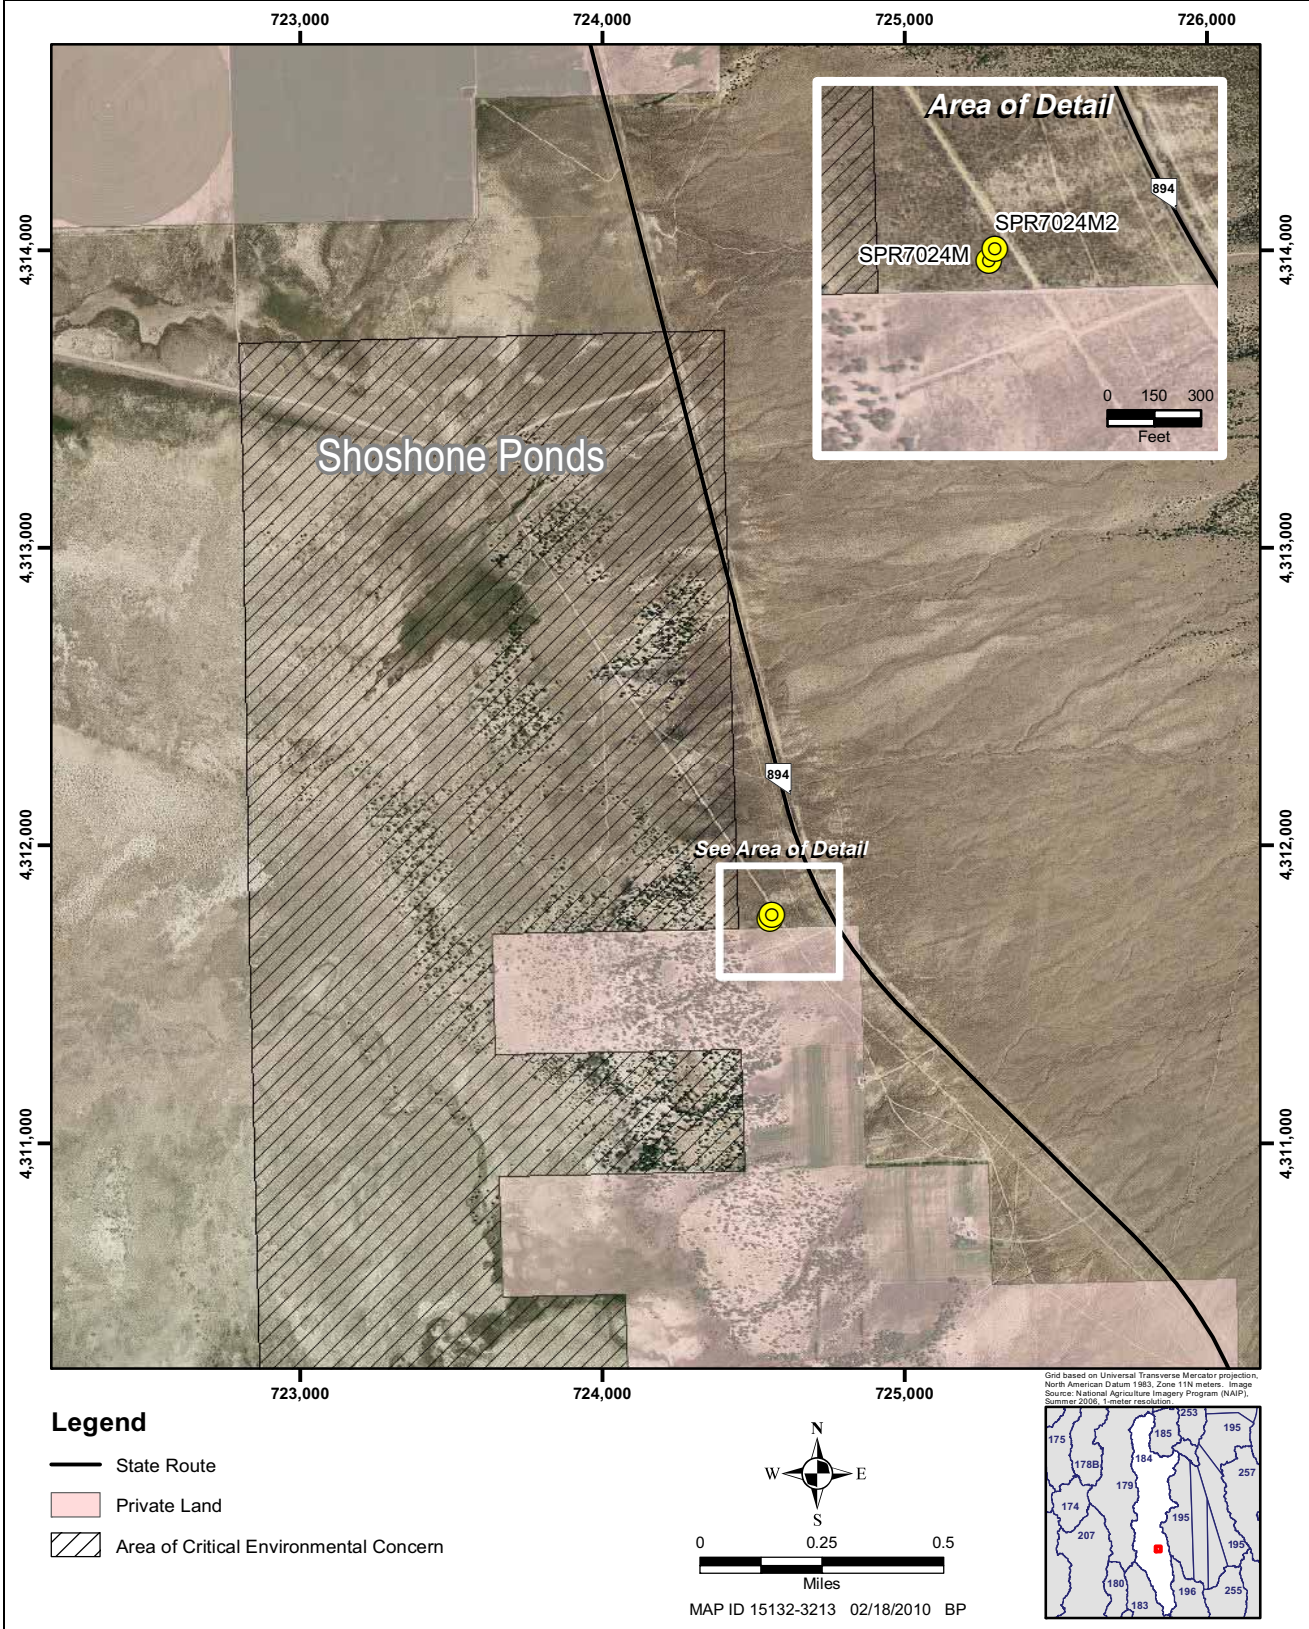 723,000
724,000
725,000
726,000
Area of Detail
894
SPR7024M2
SPR7024M
0 150 300
Feet
4,314,000
4,314,000
Shoshone Ponds
4,313,000
4,313,000
894
4,312,000
4,312,000
See Area of Detail
4,311,000
4,311,000
723,000
724,000
725,000
Grid based on Universal Transverse Mercator projection,
North American Datum 1983, Zone 11N meters. Image
Source: National Agriculture Imagery Program (NAIP),
Summer 2006, 1-meter resolution.
Legend
State Route
Private Land
Area of Critical Environmental Concern
N
W E
S
0 0.25 0.5
Miles
MAP ID 15132-3213 02/18/2010 BP
253
175
185
195
178B
184
257
179
174
195
207
195
180
196
255
183